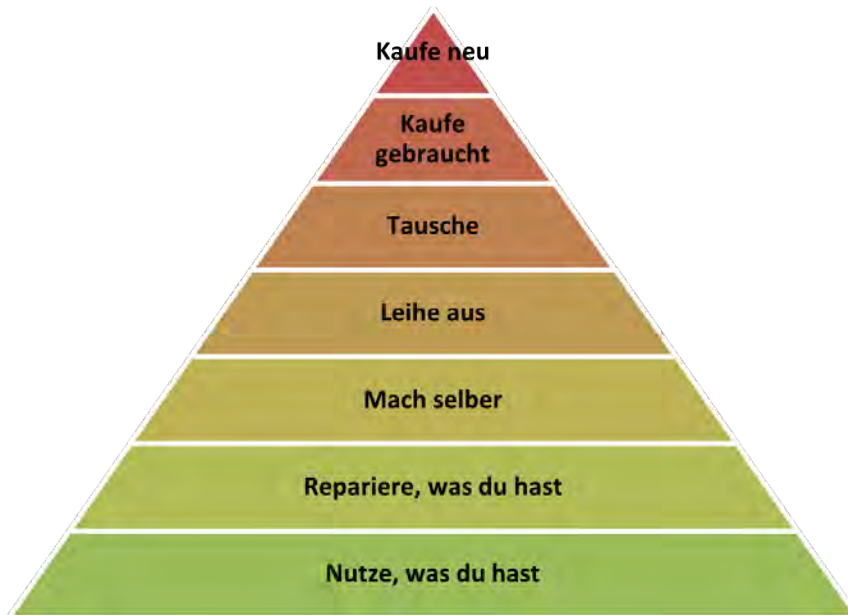 Kaufe neu
Kaufe
gebraucht
Tausche
Leihe aus
Mach selber
Repariere, was du hast
Nutze, was du hast